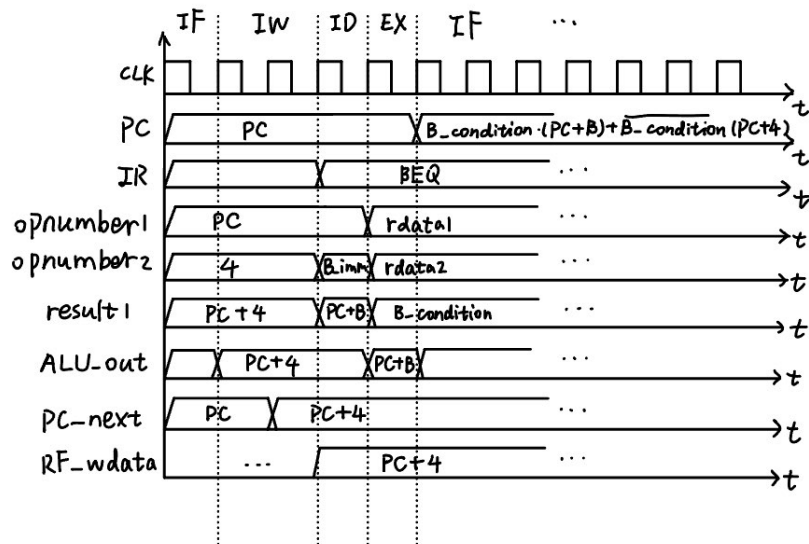 IF IW ID EX IF ...
CLK t
PC PC B_condition·(PC+B)+B̅_̅c̅o̅n̅d̅i̅t̅i̅o̅n̅(PC+4) t
IR BEQ ... t
opnumber1 PC rdata1 ... t
opnumber2 4 B_imm rdata2 ... t
result1 PC+4 PC+B B_condition ... t
ALU_out PC+4 PC+B ... t
PC_next PC PC+4 ... t
RF_wdata ... PC+4 ... t